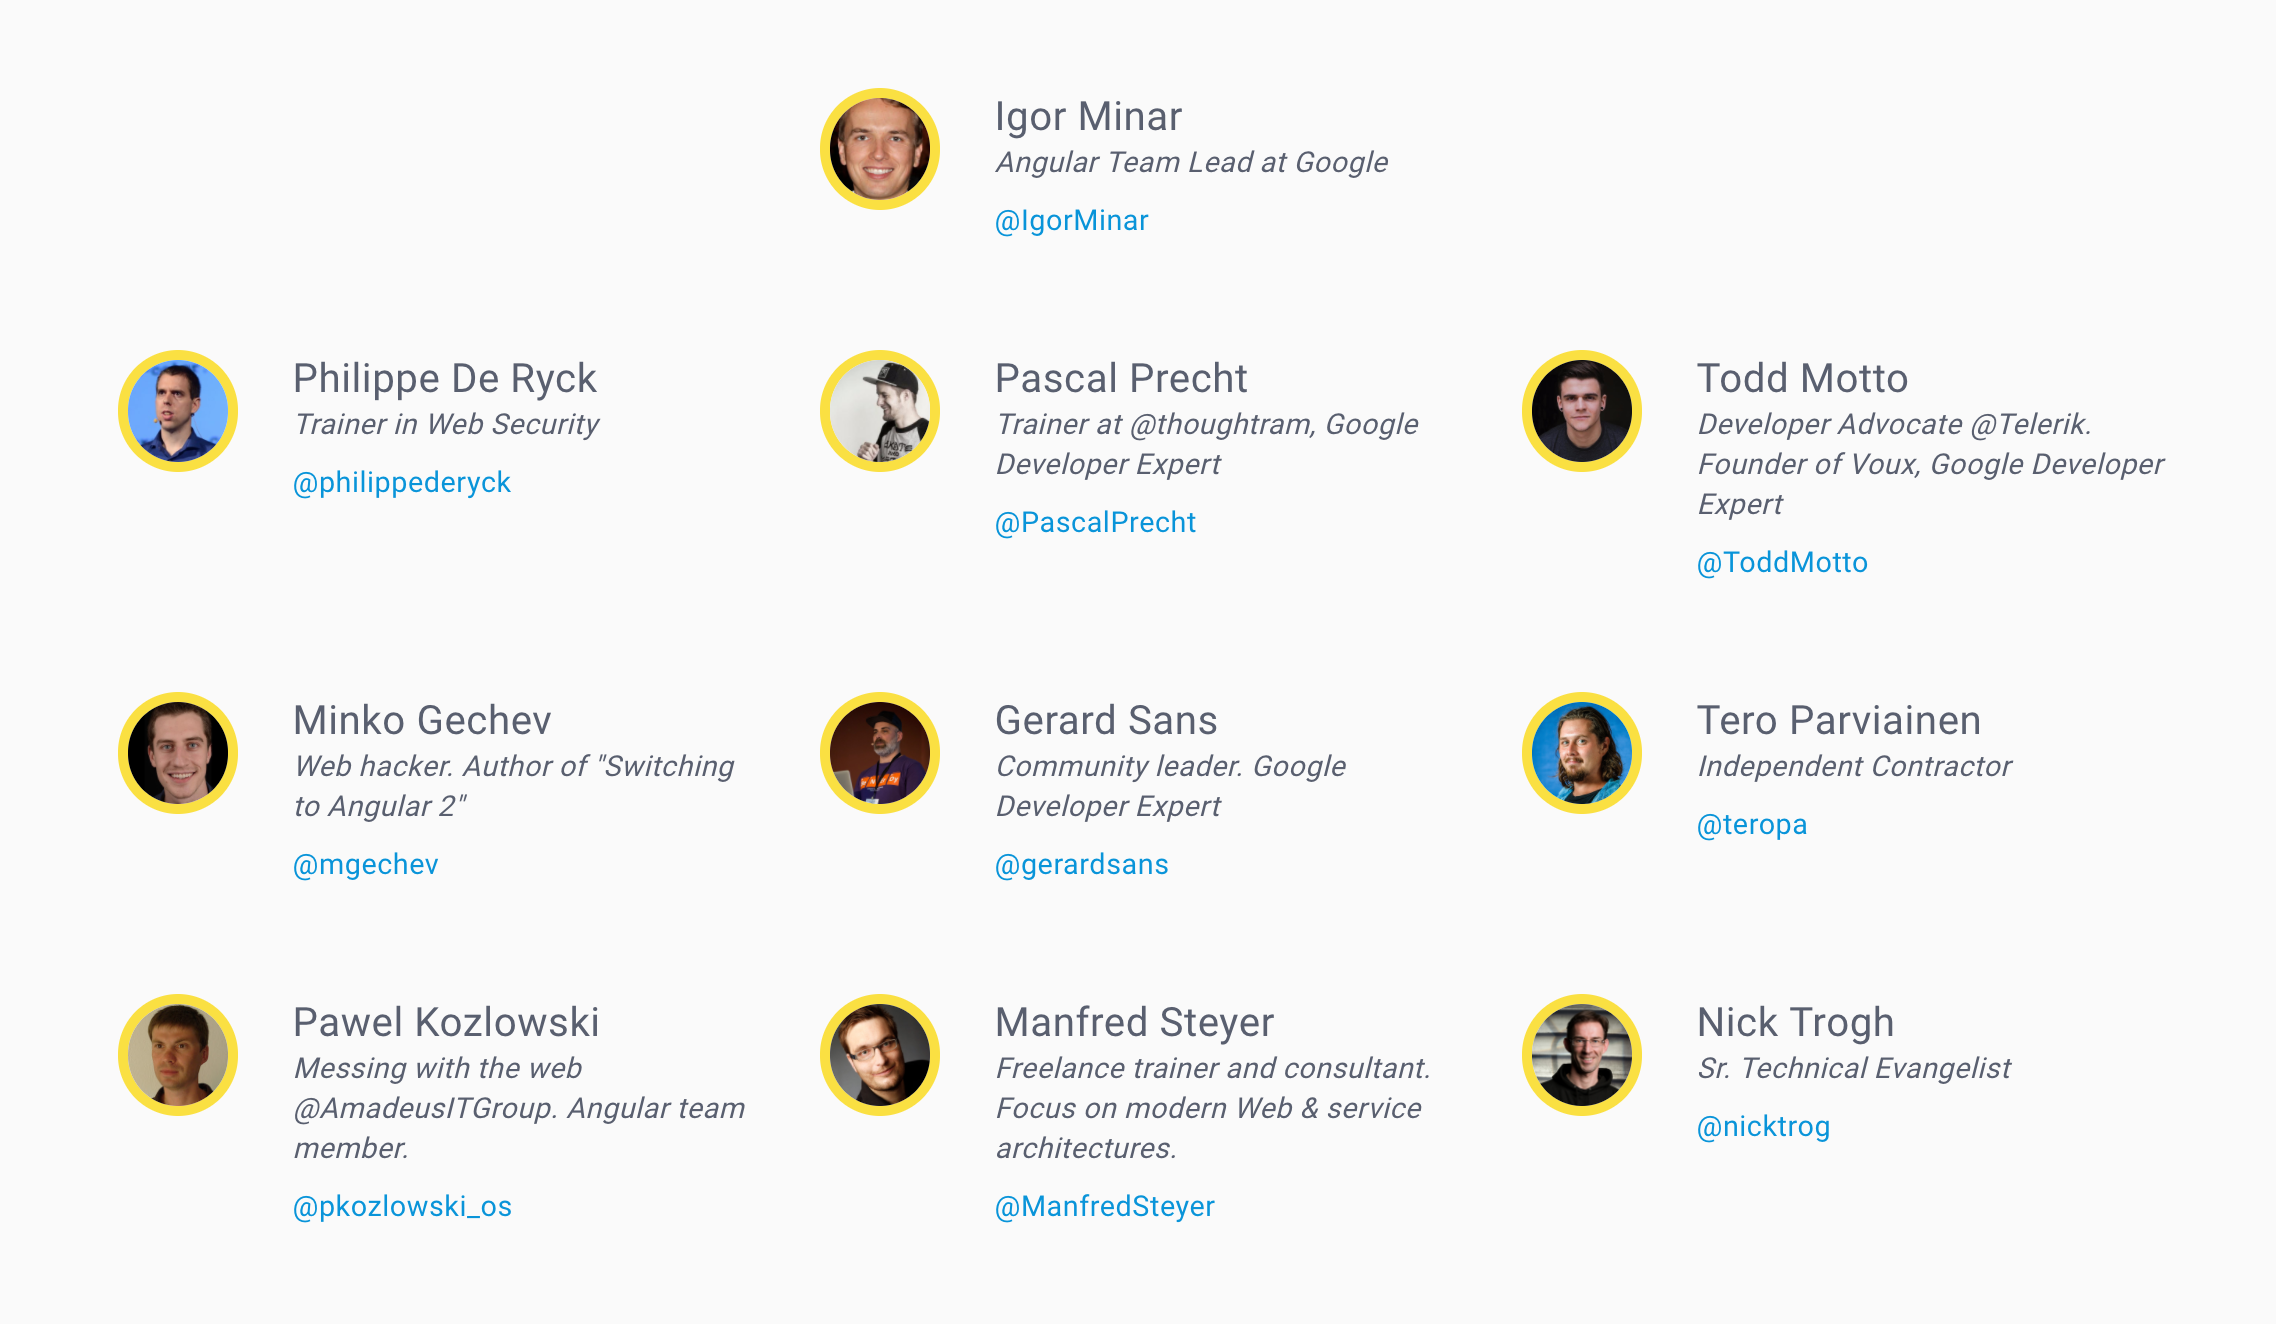 Igor Minar
Angular Team Lead at Google
@IgorMinar
Philippe De Ryck
Trainer in Web Security
@philippederyck
Pascal Precht
Trainer at @thoughtram, Google
Developer Expert
@PascalPrecht
Todd Motto
Developer Advocate @Telerik.
Founder of Voux, Google Developer
Expert
@ToddMotto
Minko Gechev
Web hacker. Author of "Switching
to Angular 2"
@mgechev
Gerard Sans
Community leader. Google
Developer Expert
@gerardsans
Tero Parviainen
Independent Contractor
@teropa
Pawel Kozlowski
Messing with the web
@AmadeusITGroup. Angular team
member.
@pkozlowski_os
Manfred Steyer
Freelance trainer and consultant.
Focus on modern Web & service
architectures.
@ManfredSteyer
Nick Trogh
Sr. Technical Evangelist
@nicktrog